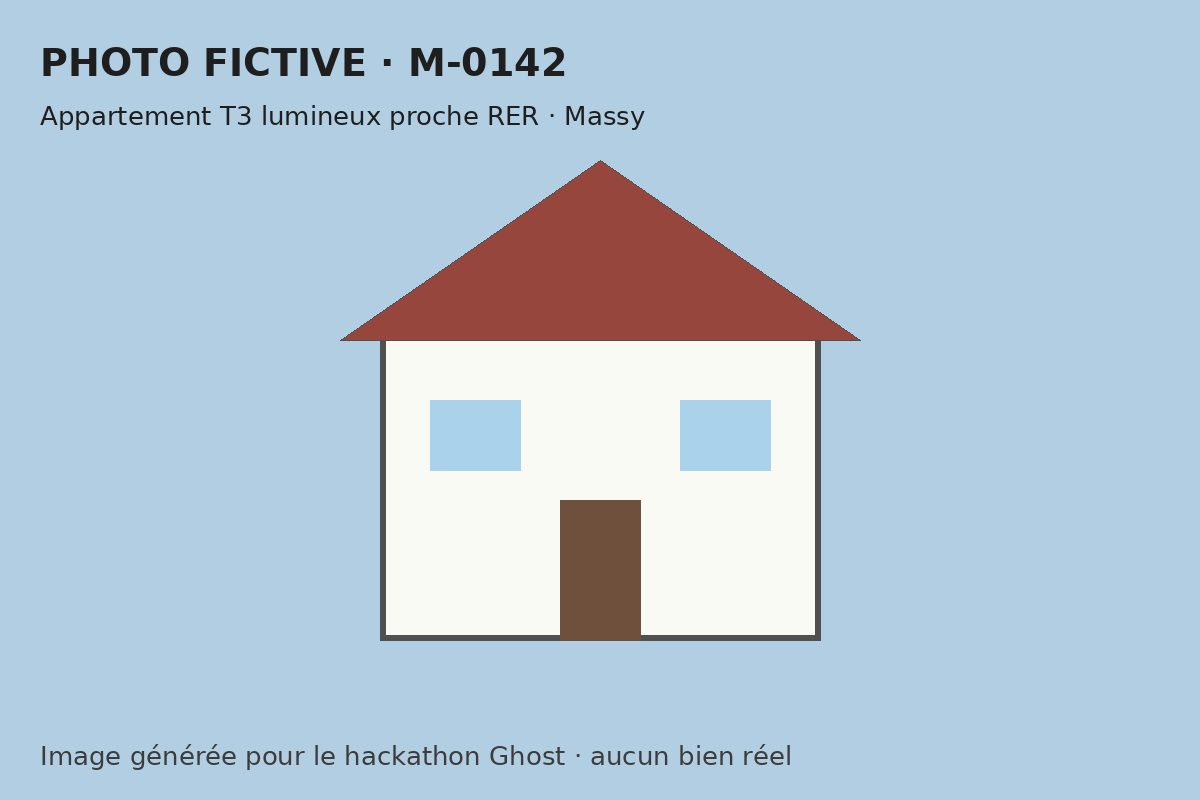 PHOTO FICTIVE · M-0142
Appartement T3 lumineux proche RER · Massy
Image générée pour le hackathon Ghost · aucun bien réel